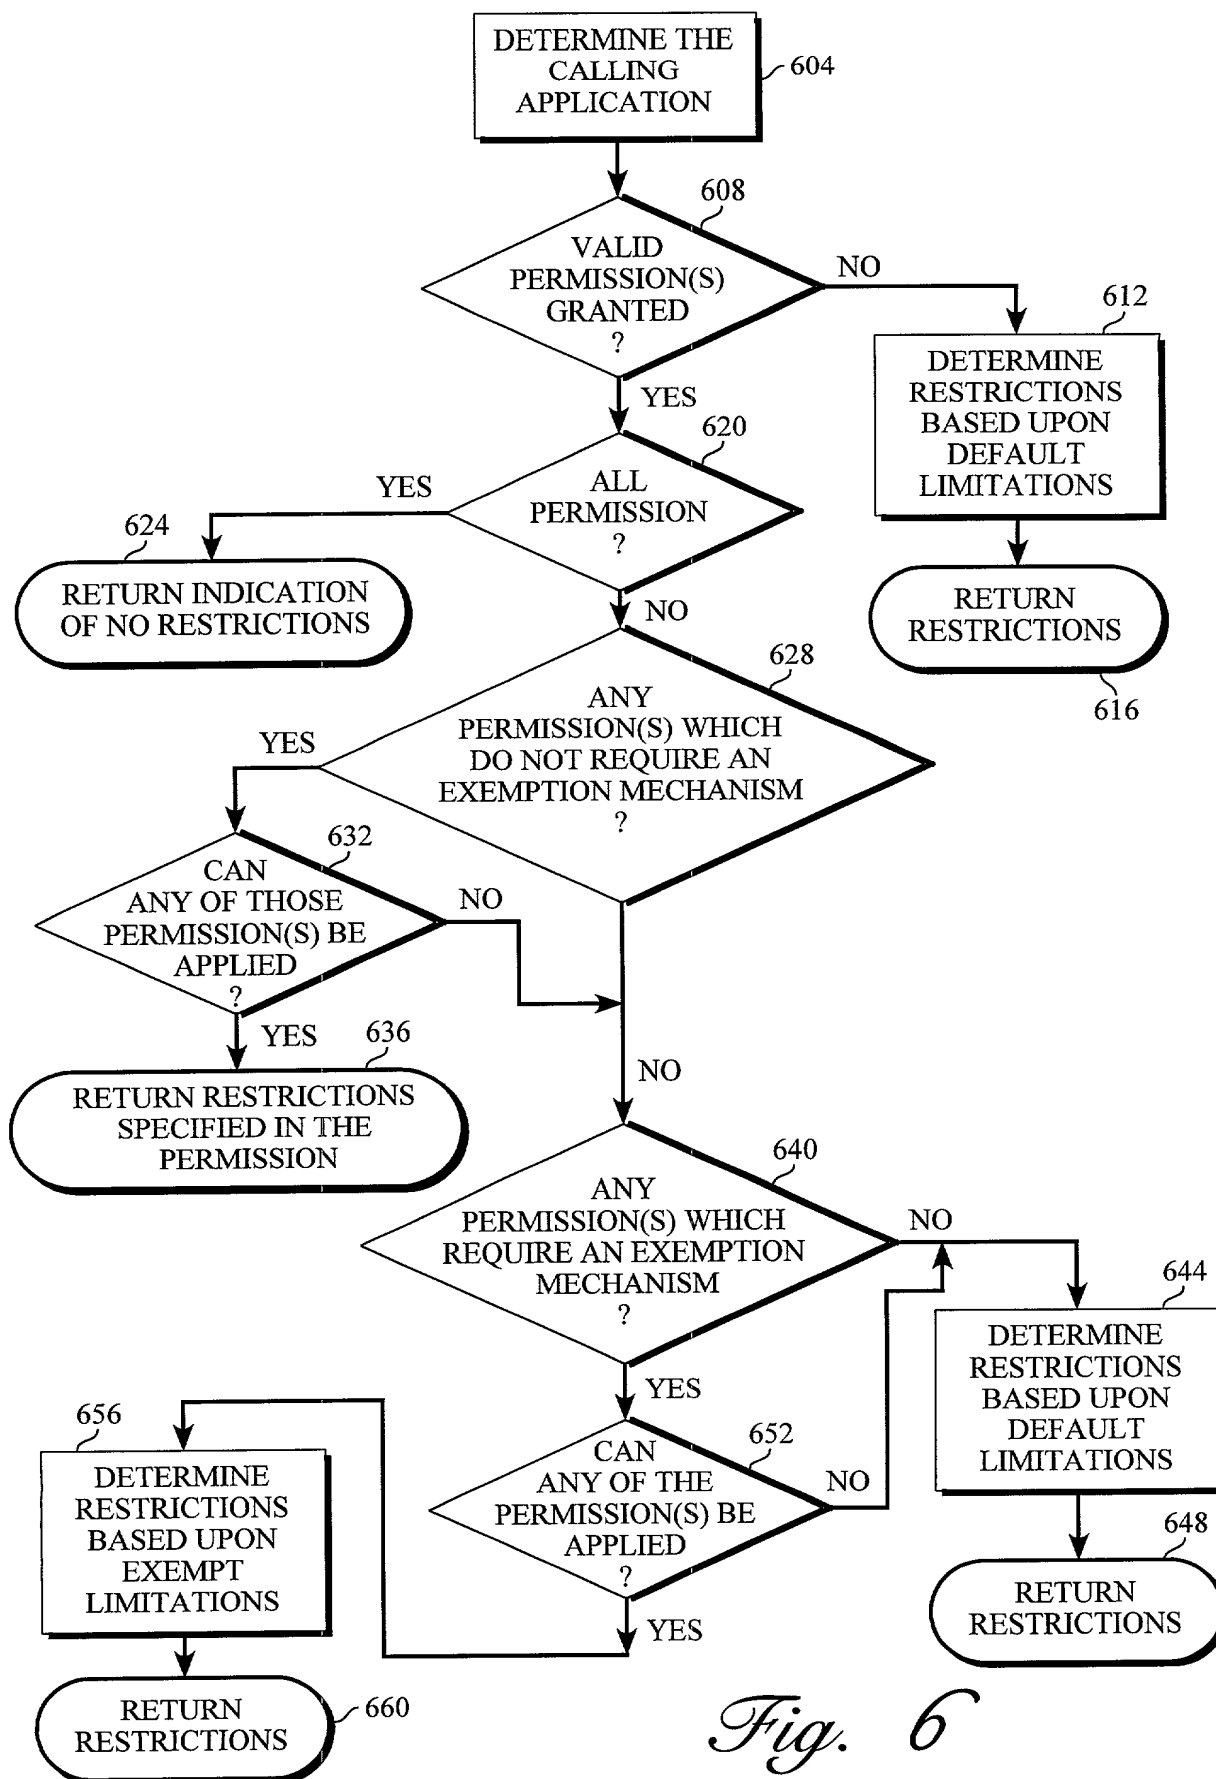 DETERMINE THE
CALLING
APPLICATION
604
608
VALID
PERMISSION(S)
GRANTED
?
NO
YES
612
DETERMINE
RESTRICTIONS
BASED UPON
DEFAULT
LIMITATIONS
620
ALL
PERMISSION
?
YES
NO
624
RETURN INDICATION
OF NO RESTRICTIONS
RETURN
RESTRICTIONS
616
628
ANY
PERMISSION(S) WHICH
DO NOT REQUIRE AN
EXEMPTION MECHANISM
?
YES
632
CAN
ANY OF THOSE
PERMISSION(S) BE
APPLIED
?
NO
YES
636
RETURN RESTRICTIONS
SPECIFIED IN THE
PERMISSION
NO
640
ANY
PERMISSION(S) WHICH
REQUIRE AN EXEMPTION
MECHANISM
?
NO
YES
644
DETERMINE
RESTRICTIONS
BASED UPON
DEFAULT
LIMITATIONS
652
CAN
ANY OF THE
PERMISSION(S) BE
APPLIED
?
NO
YES
656
DETERMINE
RESTRICTIONS
BASED UPON
EXEMPT
LIMITATIONS
648
RETURN
RESTRICTIONS
RETURN
RESTRICTIONS
660
Fig. 6